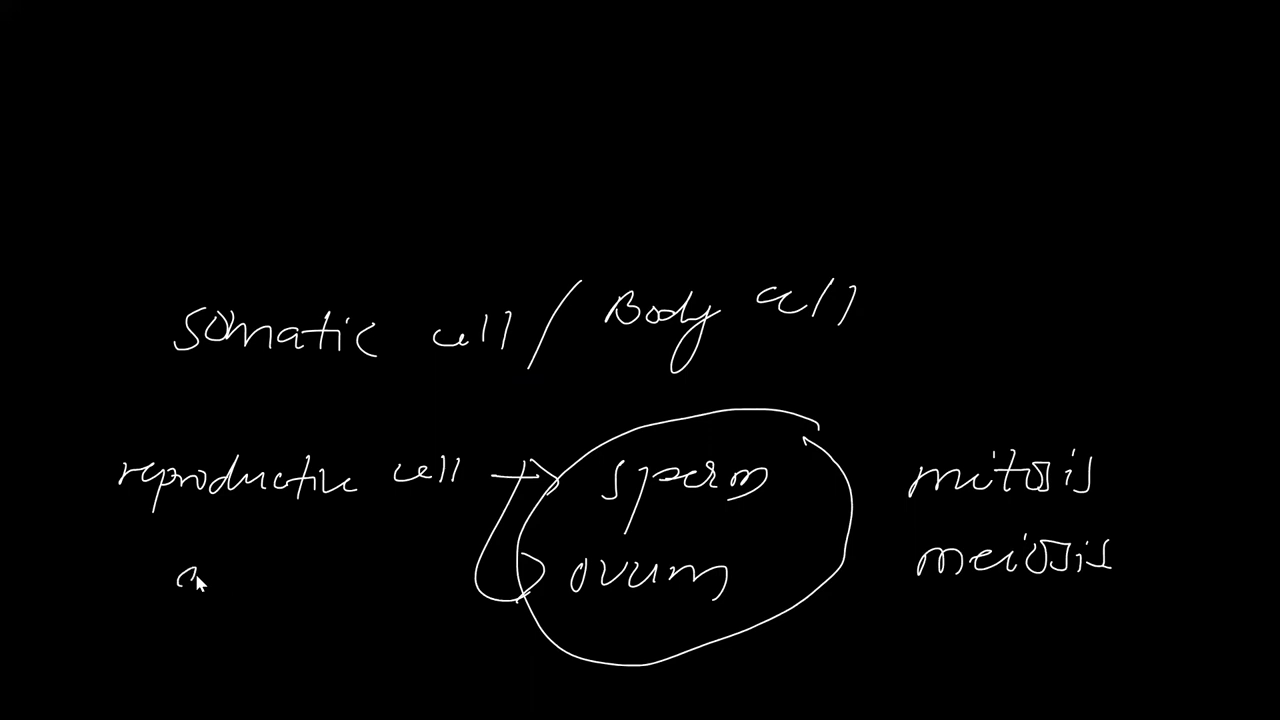 Somatic cell / Body cell
reproductive cell → sperm mitosis
ovum meiosis